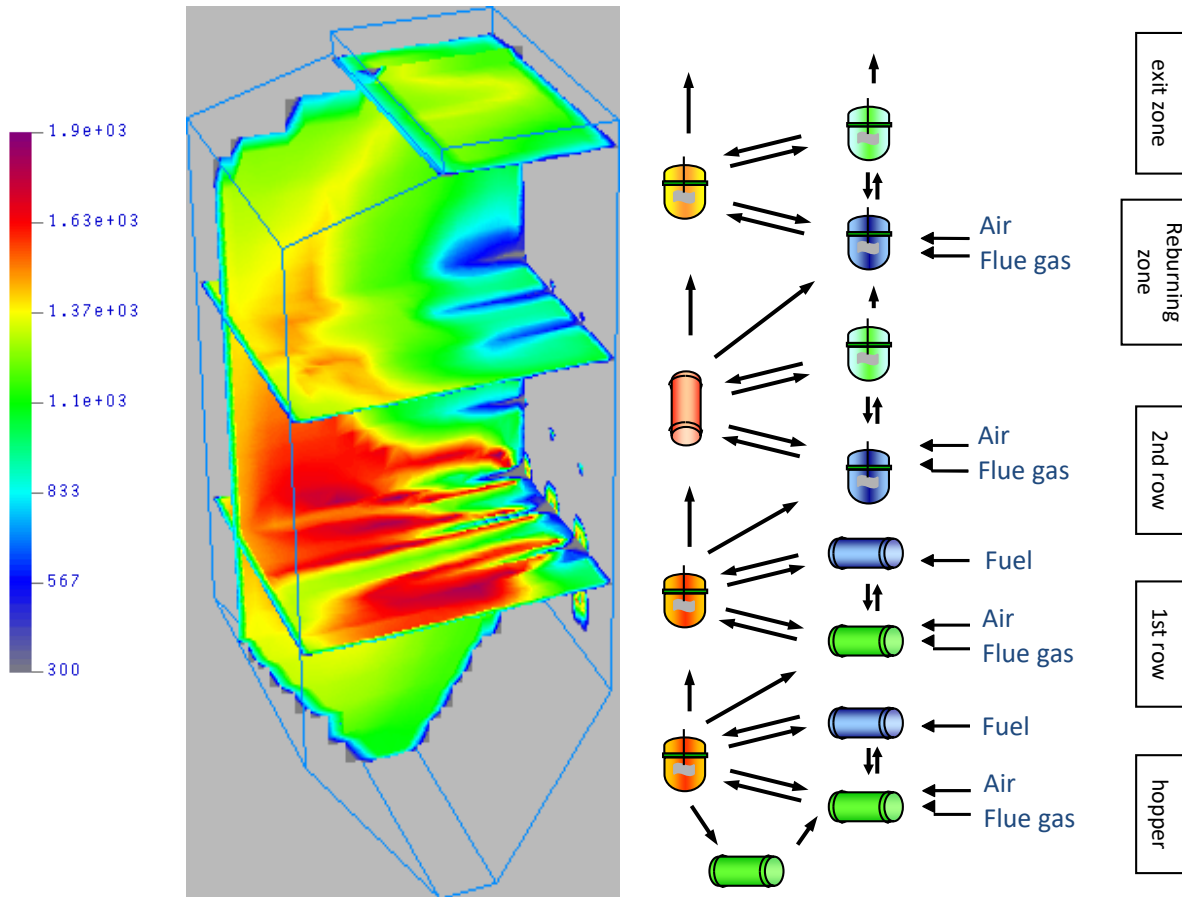 1.9e+03
1.63e+03
1.37e+03
1.1e+03
833
567
300
Air
Flue gas
Air
Flue gas
Fuel
Air
Flue gas
Fuel
Air
Flue gas
exit zone
Reburning
zone
2nd row
1st row
hopper